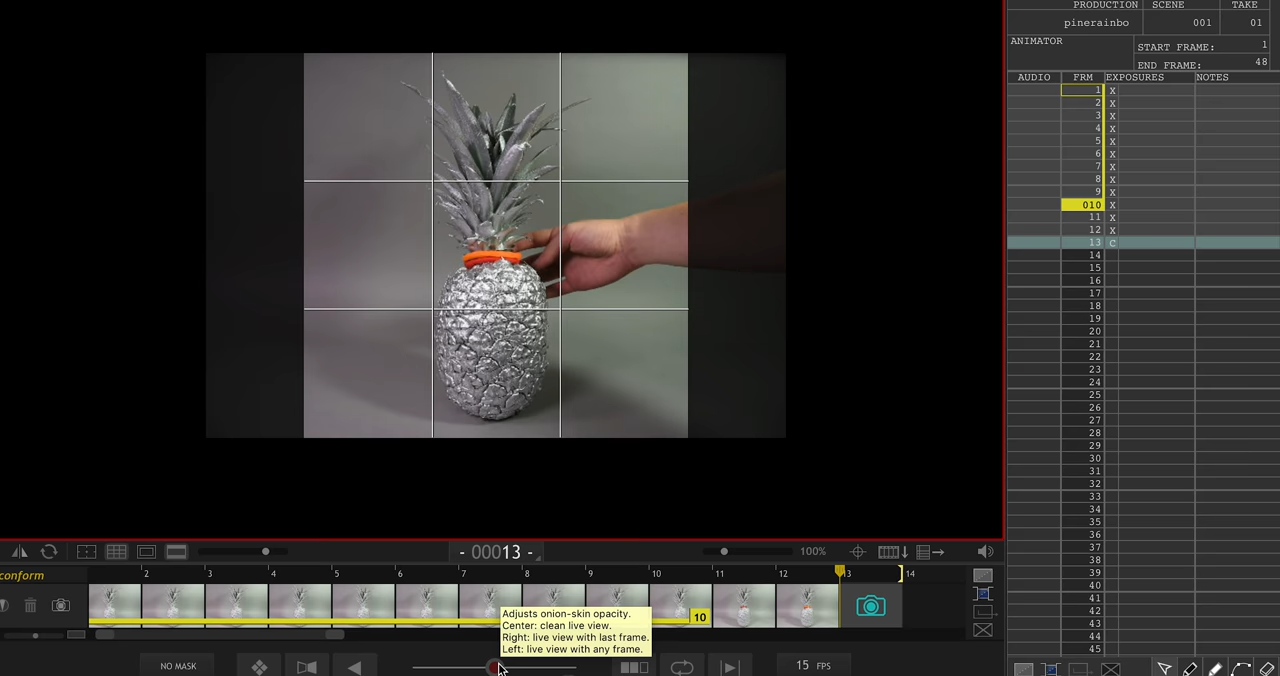 PRODUCTION SCENE TAKE
pinerainbo 001 01
ANIMATOR
START FRAME: 1
END FRAME: 48
AUDIO FRM EXPOSURES NOTES
1 X
2 X
3 X
4 X
5 X
6 X
7 X
8 X
9 X
010 X
11 X
12 X
13 C
14
15
16
17
18
19
20
21
22
23
24
25
26
27
28
29
30
31
32
33
34
35
36
37
38
39
40
41
42
43
44
45
- 00013 -
100%
conform
2 3 4 5 6 7 8 9 10 11 12 13 14
10
Adjusts onion-skin opacity.
Center: clean live view.
Right: live view with last frame.
Left: live view with any frame.
NO MASK
15 FPS